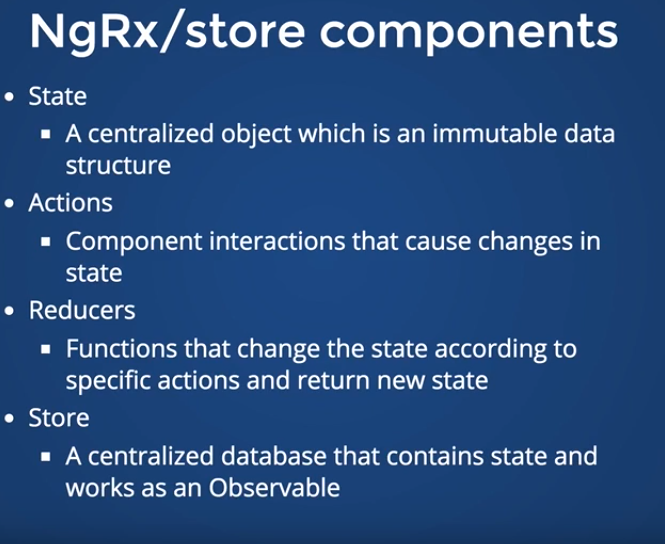 NgRx/store components
• State
▪ A centralized object which is an immutable data
structure
• Actions
▪ Component interactions that cause changes in
state
• Reducers
▪ Functions that change the state according to
specific actions and return new state
• Store
▪ A centralized database that contains state and
works as an Observable